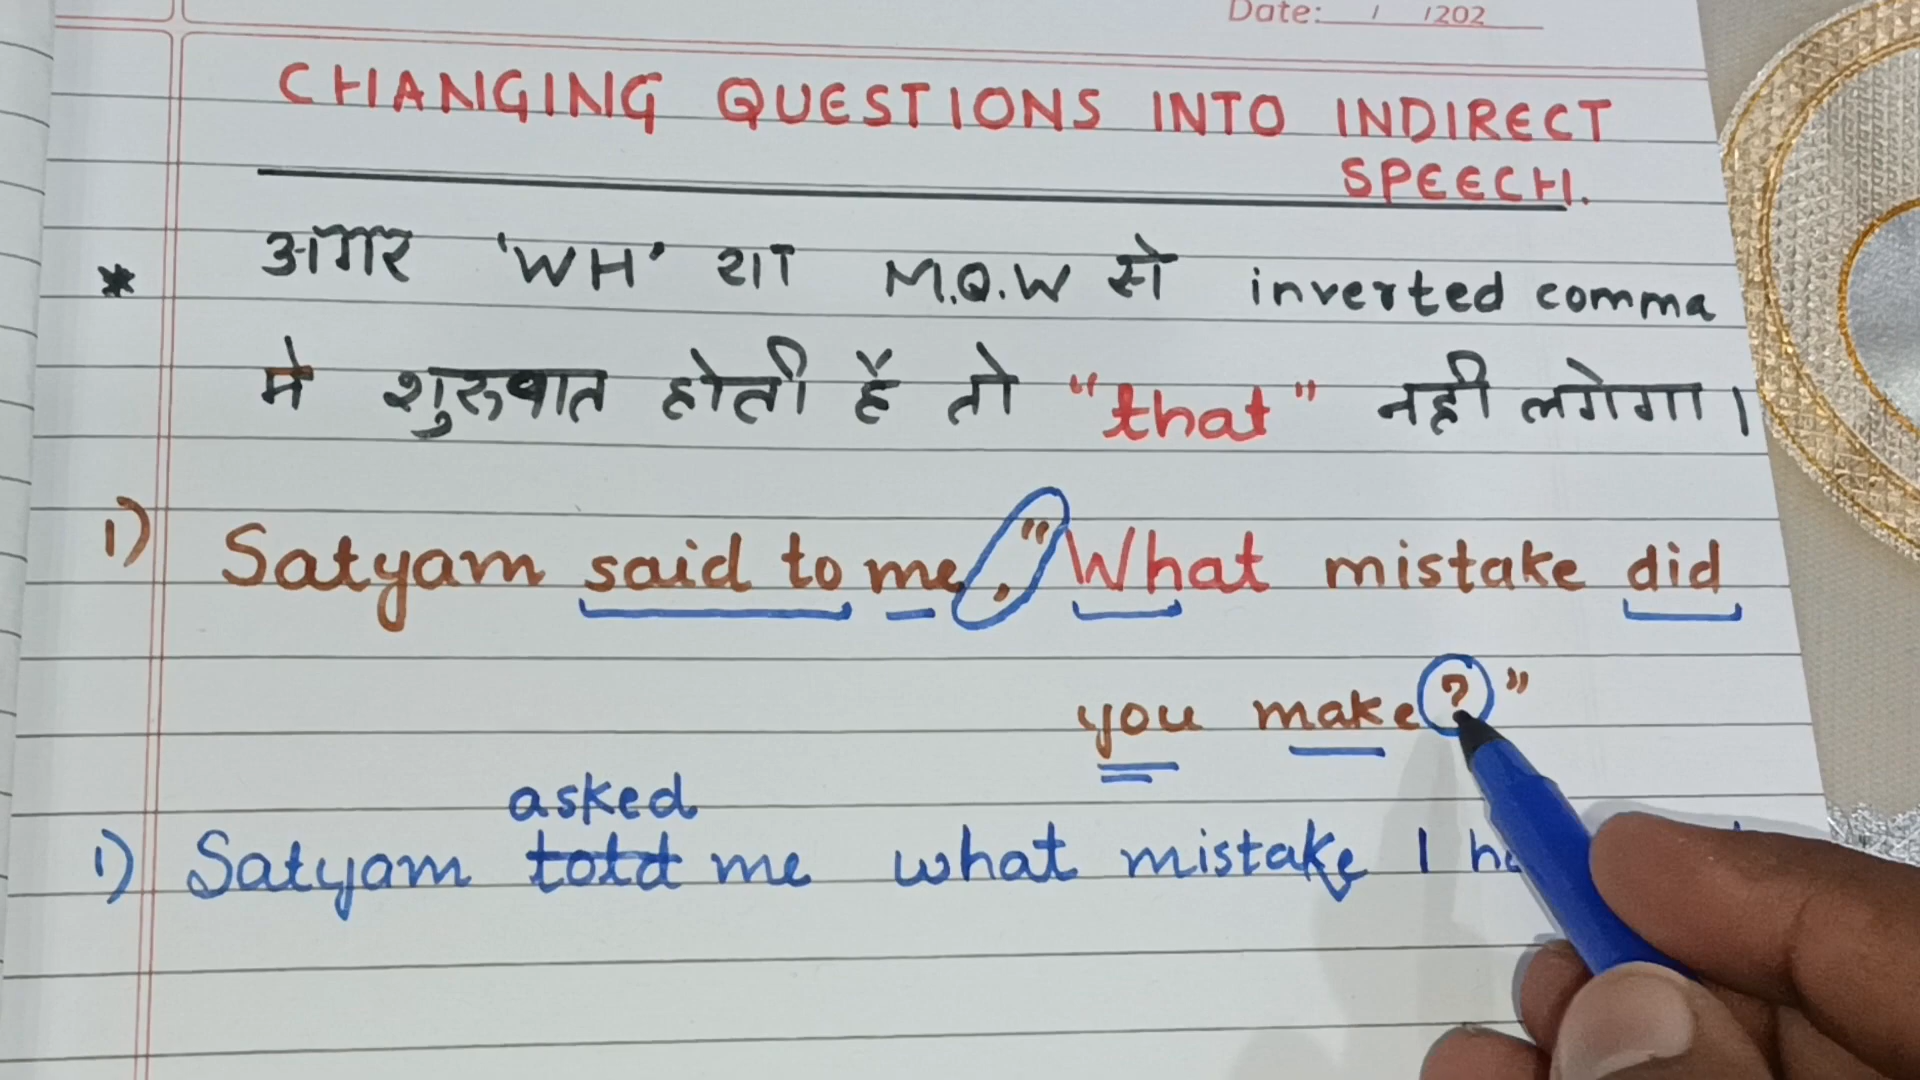 Date: / /202
CHANGING QUESTIONS INTO INDIRECT
SPEECH.
* अगर 'WH' या M.Q.W से inverted comma
मे शुरुवात होती हैं तो "that" नही लगेगा।
1) Satyam said to me, "What mistake did
you make?"
asked
1) Satyam told me what mistake I